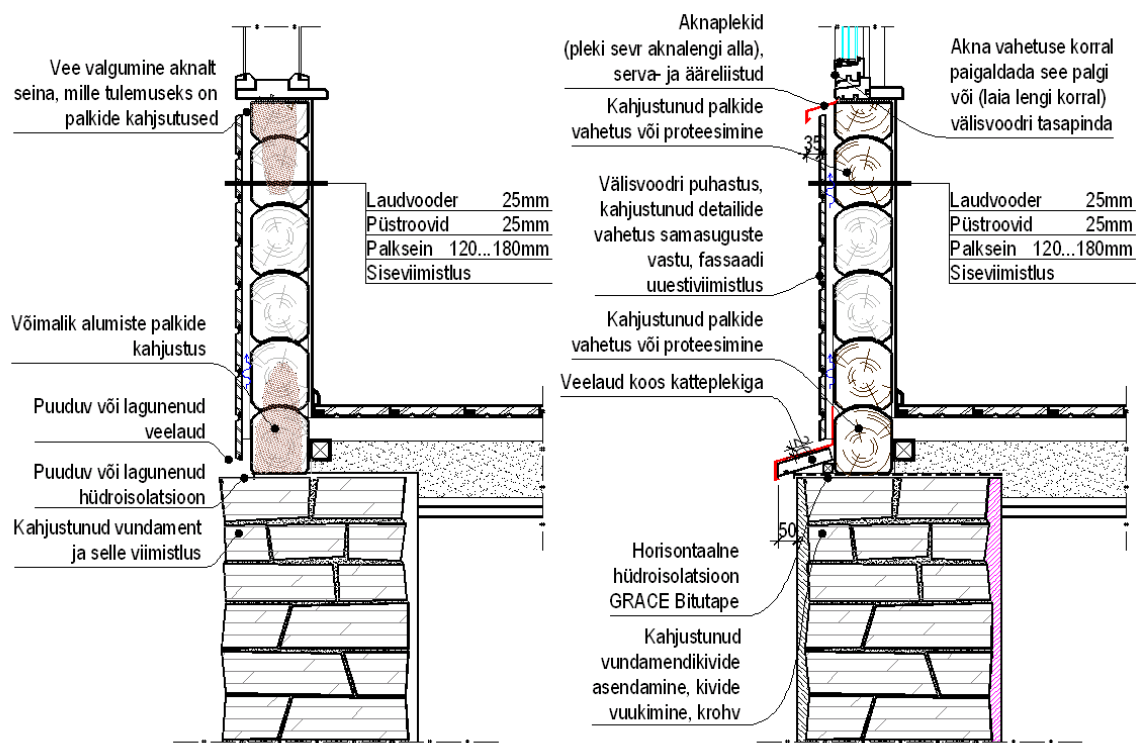 Vee valgumine aknalt
seina, mille tulemuseks on
palkide kahjsutused
Laudvooder 25mm
Püstroovid 25mm
Palksein 120...180mm
Siseviimistlus
Võimalik alumiste palkide
kahjustus
Puuduv või lagunenud
veelaud
Puuduv või lagunenud
hüdroisolatsioon
Kahjustunud vundament
ja selle viimistlus
Aknaplekid
(pleki sevr aknalengi alla),
serva- ja ääreliistud
Kahjustunud palkide
vahetus või proteesimine
Välisvoodri puhastus,
kahjustunud detailide
vahetus samasuguste
vastu, fassaadi
uuestiviimistlus
Kahjustunud palkide
vahetus või proteesimine
Veelaud koos katteplekiga
Akna vahetuse korral
paigaldada see palgi
või (laia lengi korral)
välisvoodri tasapinda
35
Laudvooder 25mm
Püstroovid 25mm
Palksein 120...180mm
Siseviimistlus
50
Horisontaalne
hüdroisolatsioon
GRACE Bitutape
Kahjustunud
vundamendikivide
asendamine, kivide
vuukimine, krohv